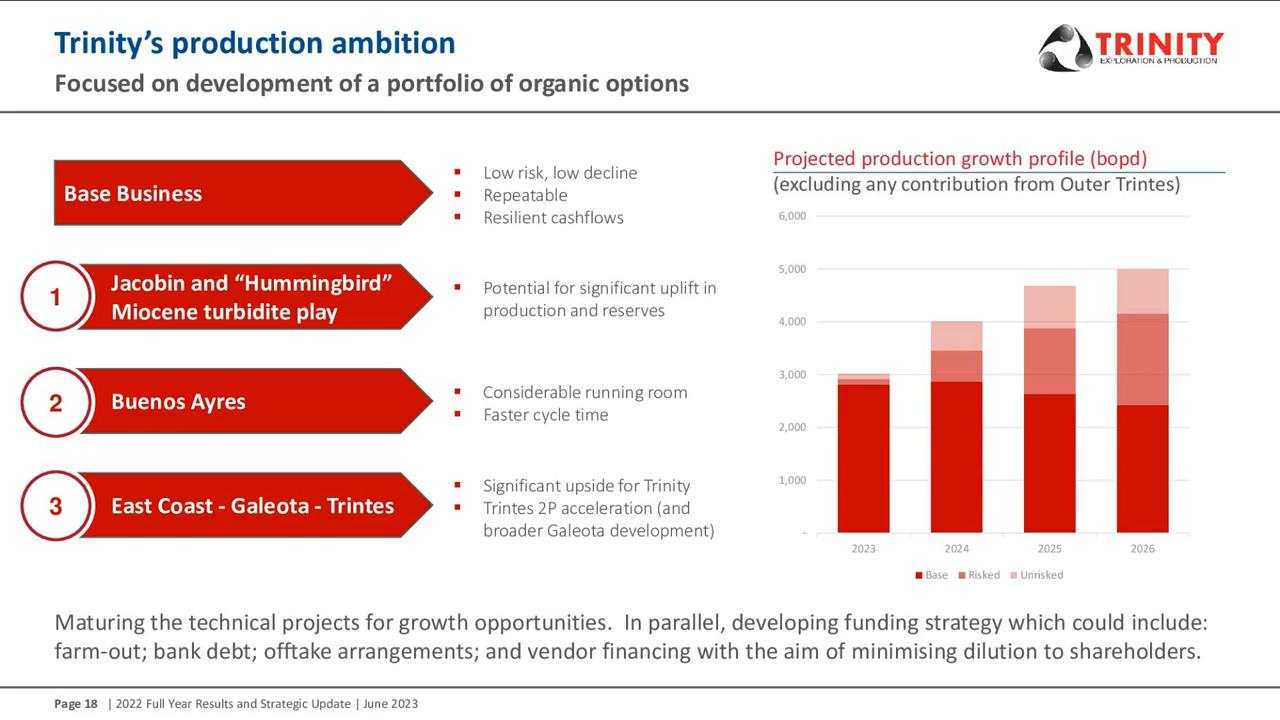 Trinity’s production ambition
Focused on development of a portfolio of organic options
TRINITY
EXPLORATION & PRODUCTION
Base Business
▪ Low risk, low decline
▪ Repeatable
▪ Resilient cashflows
1
Jacobin and “Hummingbird”
Miocene turbidite play
▪ Potential for significant uplift in
production and reserves
2
Buenos Ayres
▪ Considerable running room
▪ Faster cycle time
3
East Coast - Galeota - Trintes
▪ Significant upside for Trinity
▪ Trintes 2P acceleration (and
broader Galeota development)
Projected production growth profile (bopd)
(excluding any contribution from Outer Trintes)
6,000
5,000
4,000
3,000
2,000
1,000
-
2023 2024 2025 2026
Base Risked Unrisked
Maturing the technical projects for growth opportunities. In parallel, developing funding strategy which could include:
farm-out; bank debt; offtake arrangements; and vendor financing with the aim of minimising dilution to shareholders.
Page 18 | 2022 Full Year Results and Strategic Update | June 2023